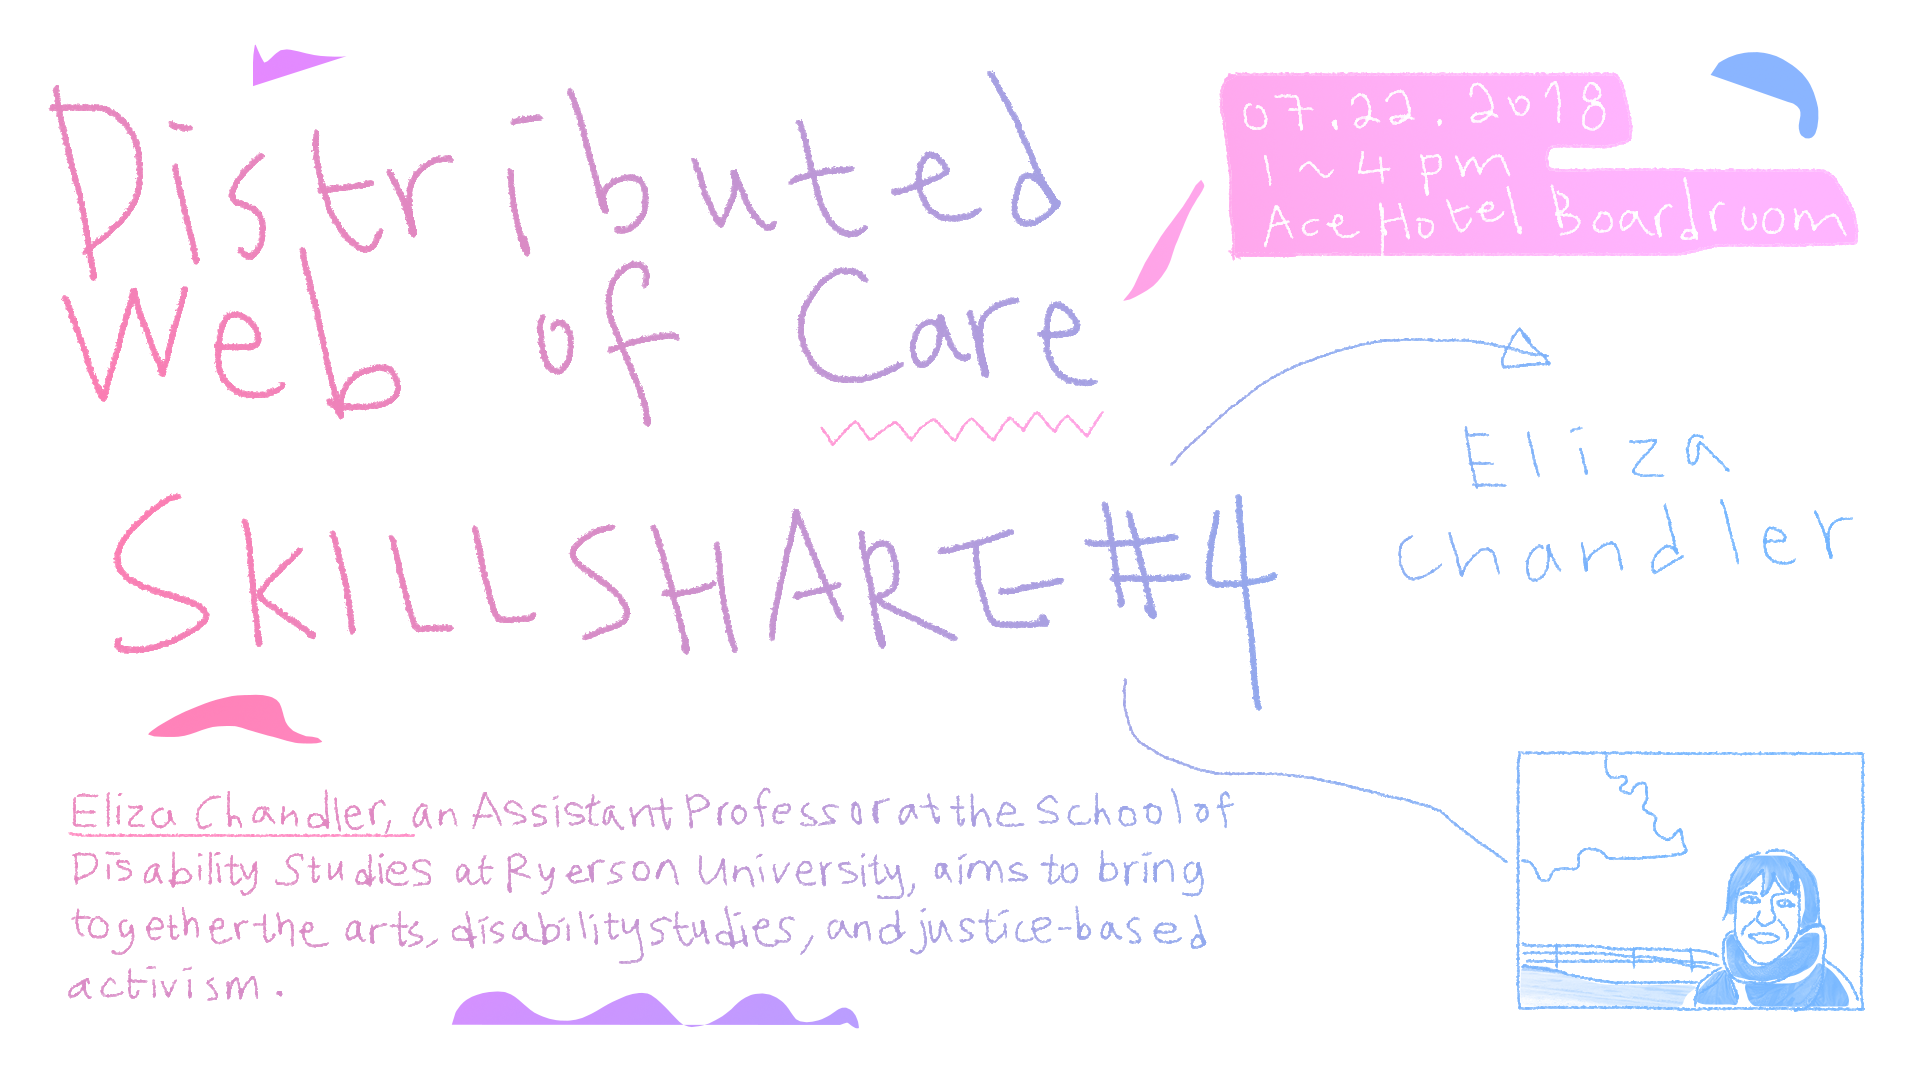 Distributed
Web of Care
SKILLSHARE #4
07.22.2018
1 ~ 4 pm
Ace Hotel Boardroom
Eliza
Chandler
Eliza Chandler, an Assistant Professor at the School of
Disability Studies at Ryerson University, aims to bring
together the arts, disability studies, and justice-based
activism.